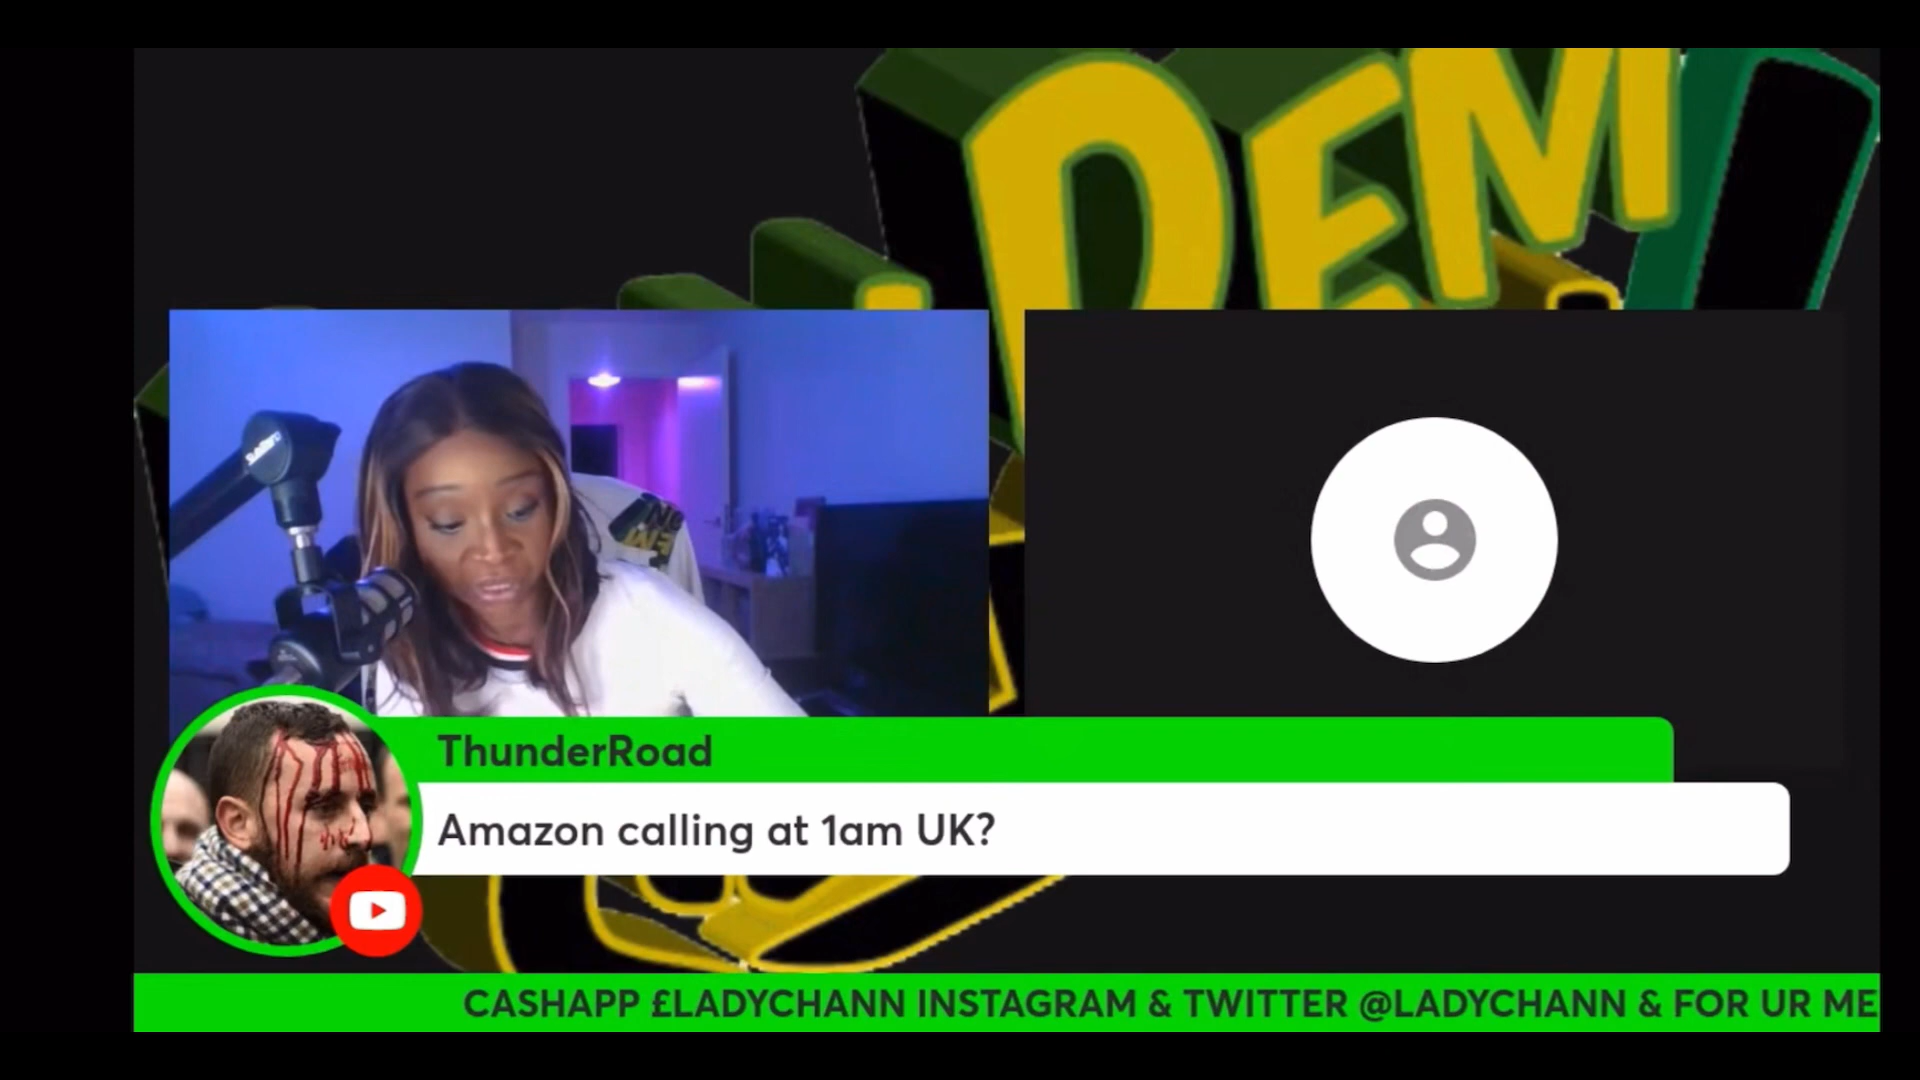 DEM
ThunderRoad
Amazon calling at 1am UK?
CASHAPP £LADYCHANN INSTAGRAM & TWITTER @LADYCHANN & FOR UR ME